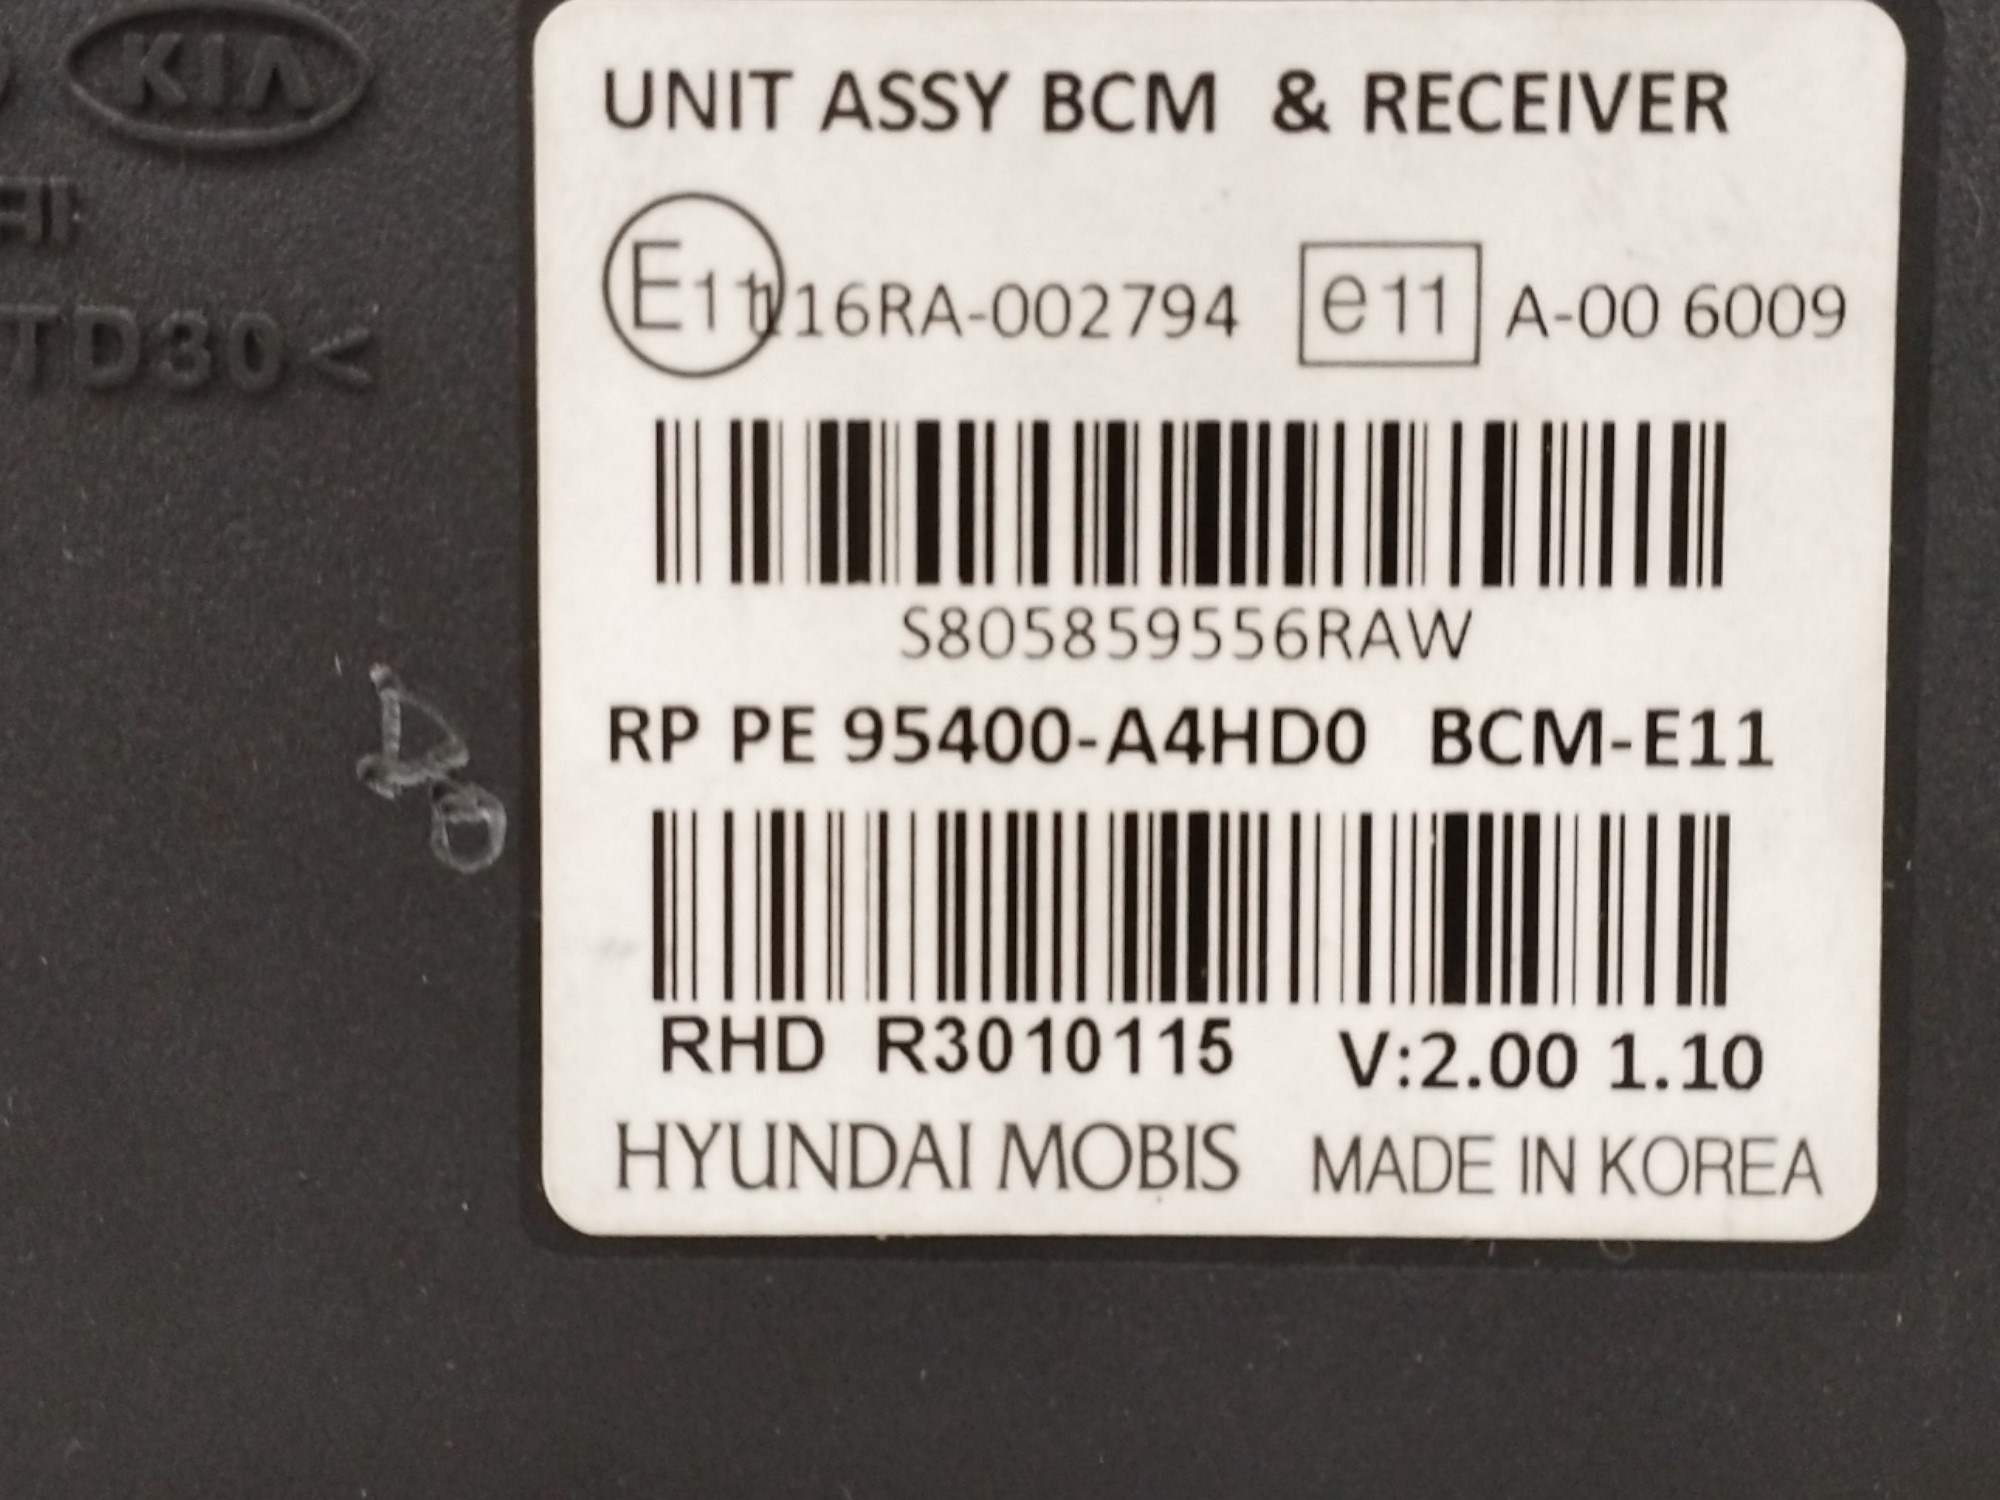 KIA
UNIT ASSY BCM & RECEIVER
E11 116RA-002794 e11 A-00 6009
TD30<
S805859556RAW
RP PE 95400-A4HD0 BCM-E11
RHD R3010115 V:2.00 1.10
HYUNDAI MOBIS MADE IN KOREA